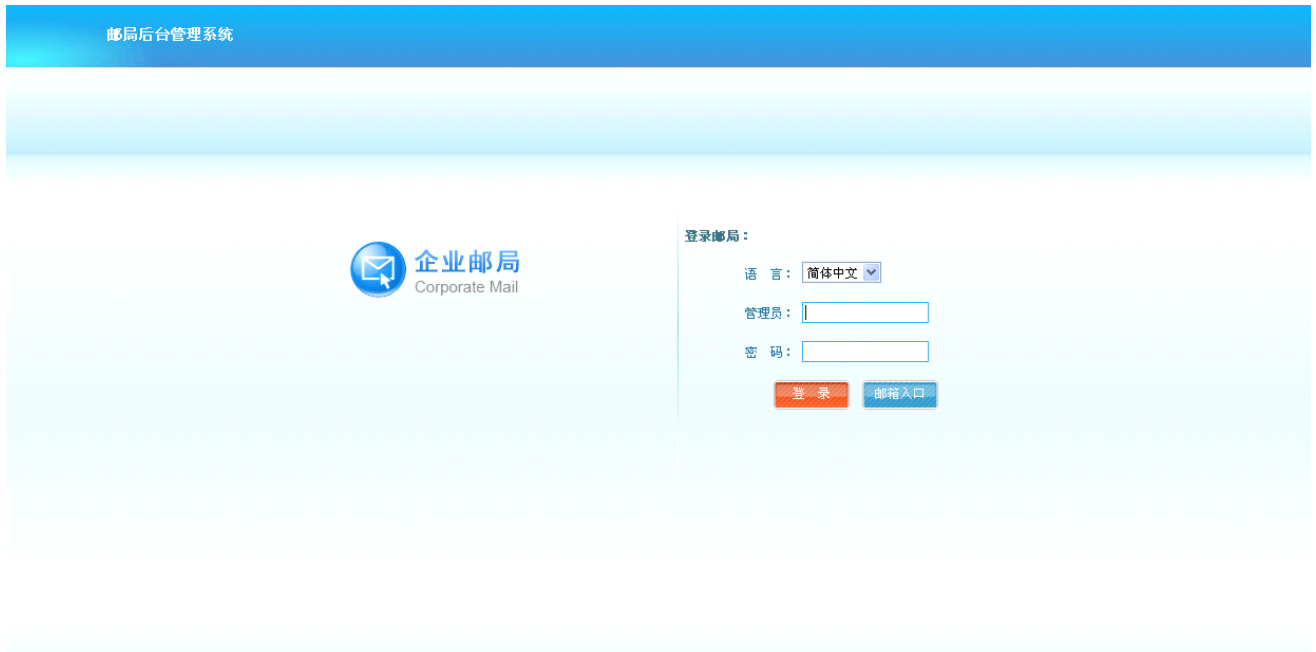 邮局后台管理系统
企业邮局
Corporate Mail
登录邮局：
语 言： 简体中文
管理员：
密 码：
登 录 邮箱入口